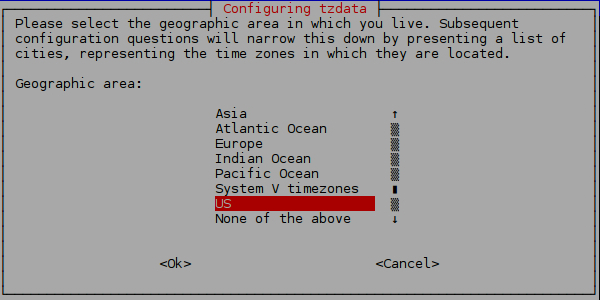 Configuring tzdata
Please select the geographic area in which you live. Subsequent
configuration questions will narrow this down by presenting a list of
cities, representing the time zones in which they are located.
Geographic area:
Asia
Atlantic Ocean
Europe
Indian Ocean
Pacific Ocean
System V timezones
US
None of the above
<Ok> <Cancel>